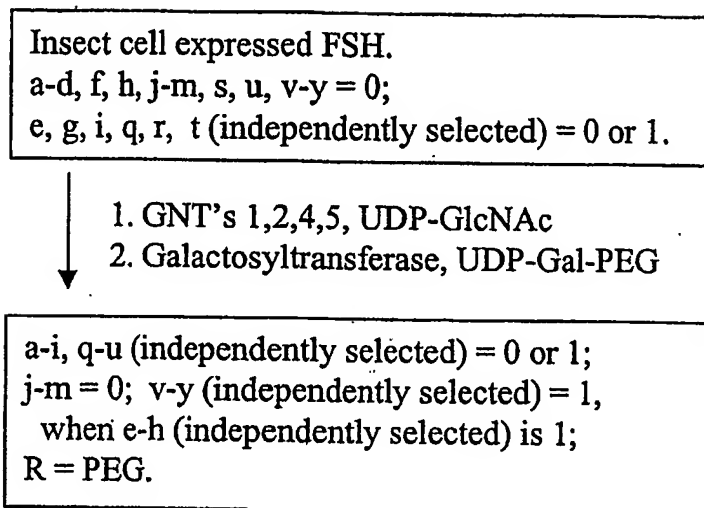 Insect cell expressed FSH.
a-d, f, h, j-m, s, u, v-y = 0;
e, g, i, q, r, t (independently selected) = 0 or 1.
1. GNT's 1,2,4,5, UDP-GlcNAc
2. Galactosyltransferase, UDP-Gal-PEG
a-i, q-u (independently selected) = 0 or 1;
j-m = 0; v-y (independently selected) = 1,
when e-h (independently selected) is 1;
R = PEG.